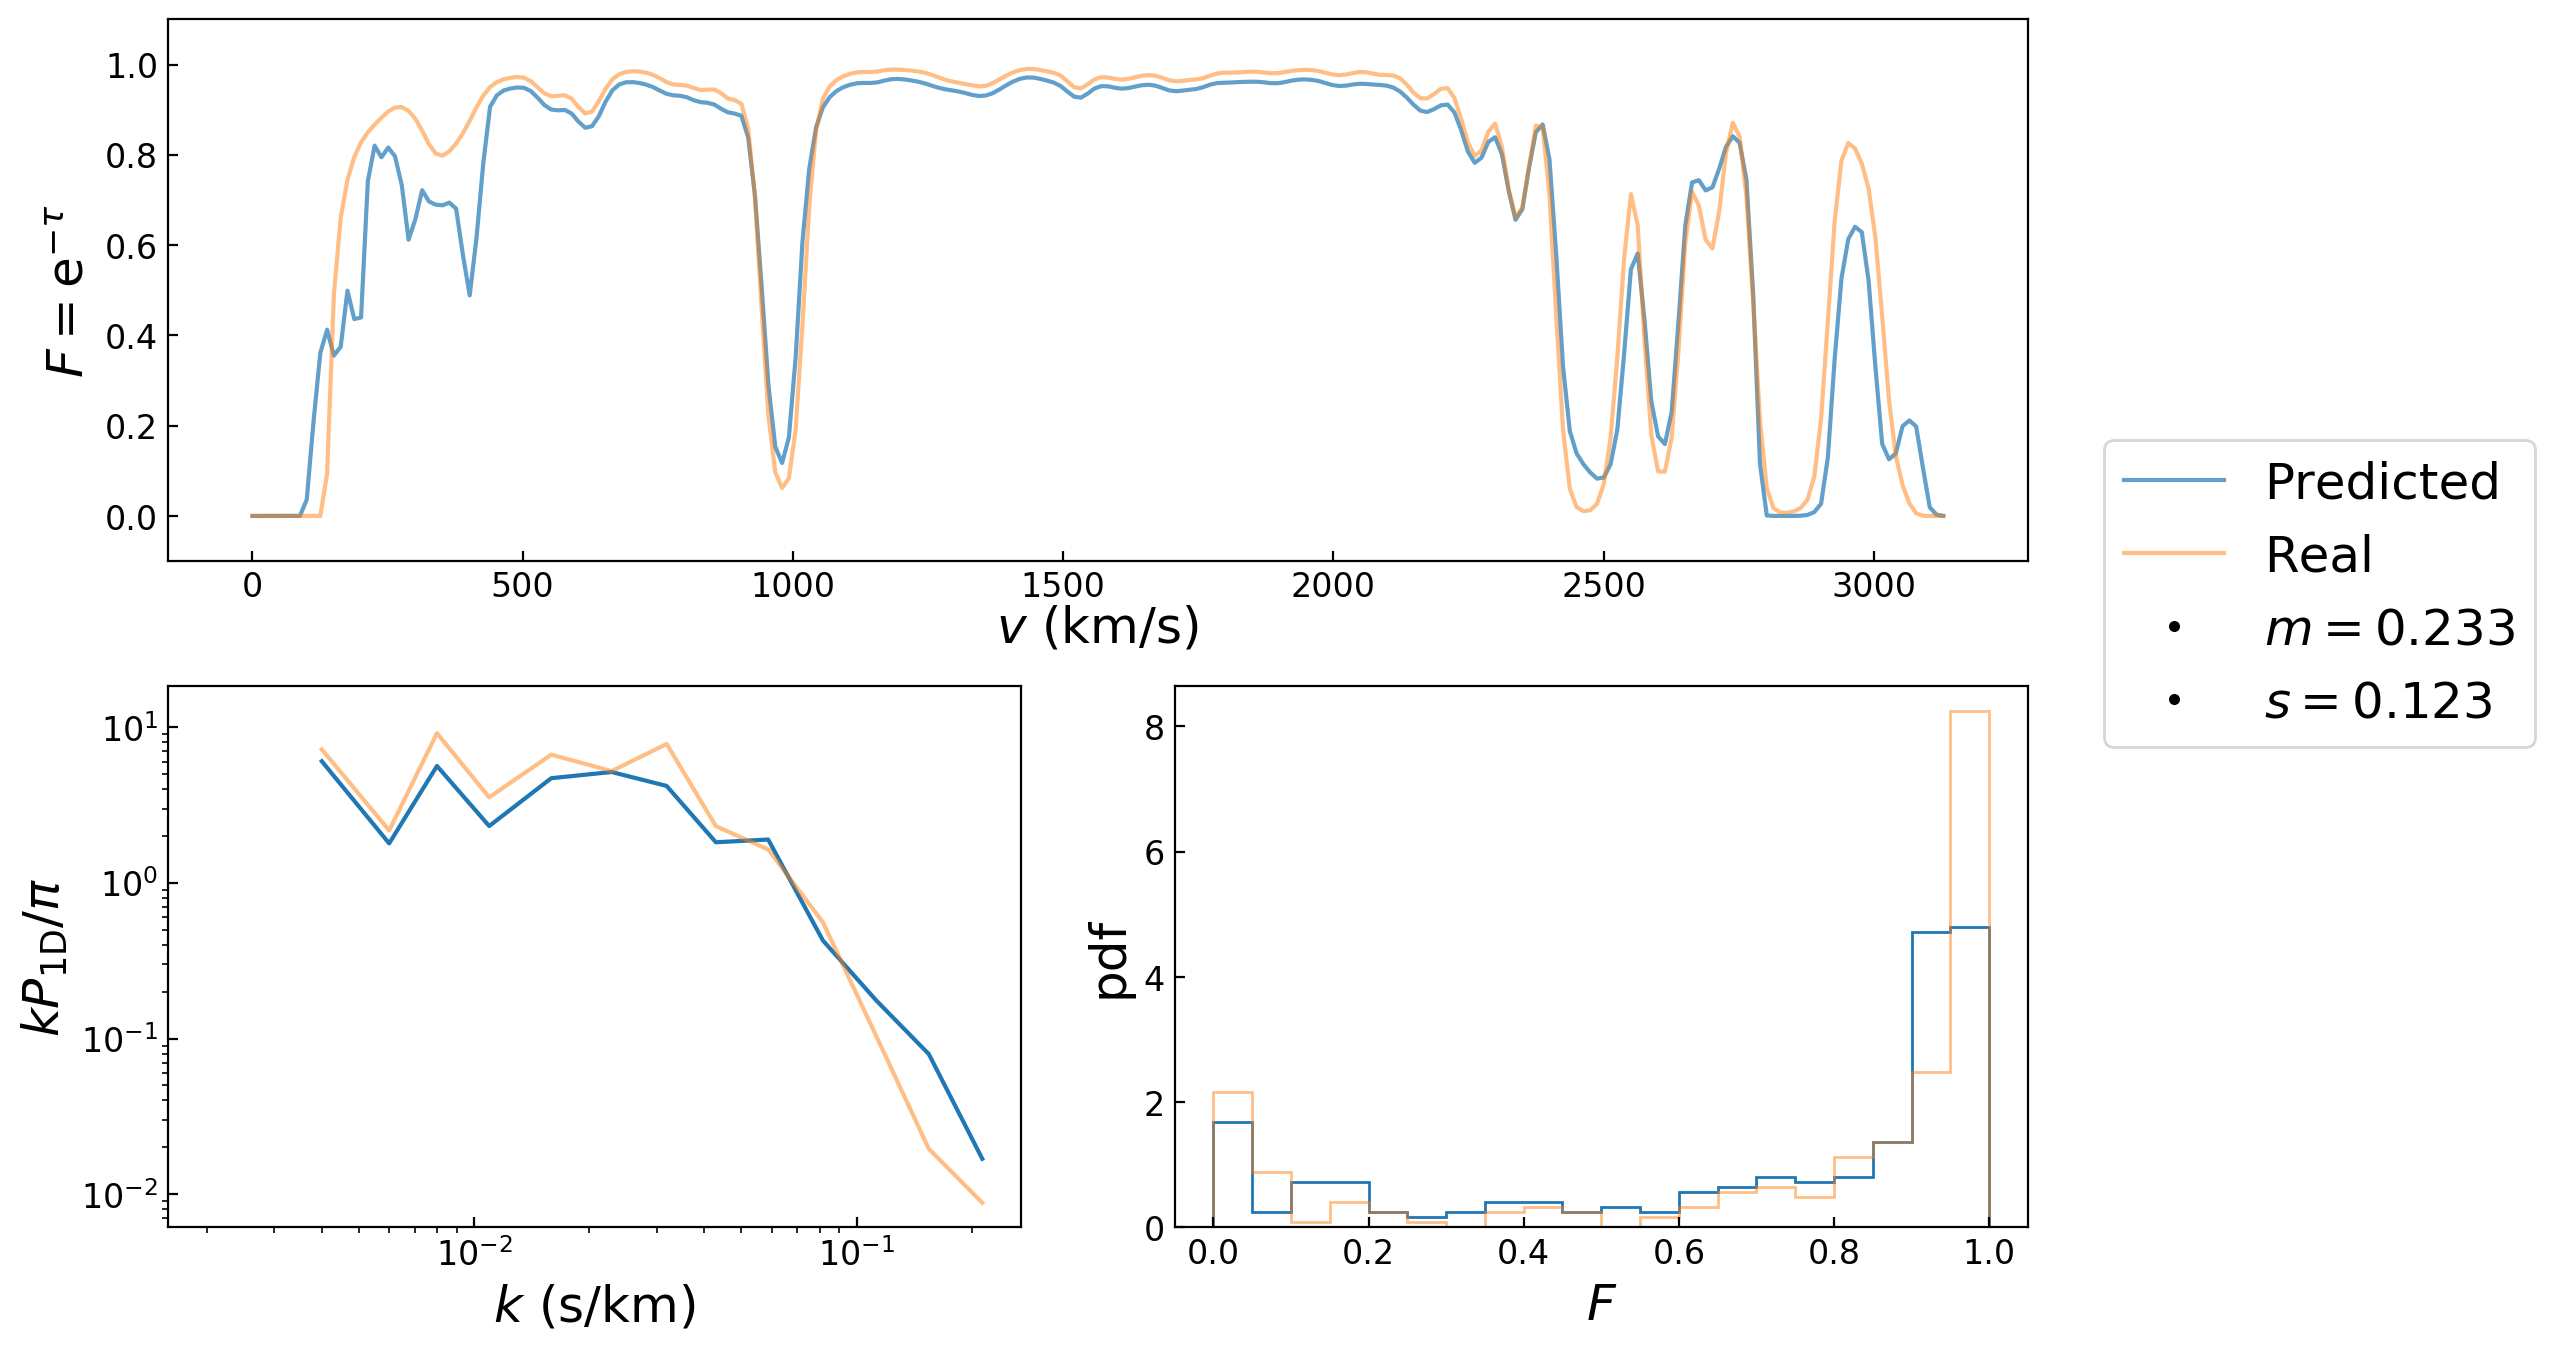 F = e^{−τ}
1.0
0.8
0.6
0.4
0.2
0.0
0 500 1000 1500 2000 2500 3000
v (km/s)
Predicted
Real
m = 0.233
s = 0.123
kP_{1D}/π
10^1
10^0
10^{−1}
10^{−2}
10^{−2} 10^{−1}
k (s/km)
pdf
8
6
4
2
0
0.0 0.2 0.4 0.6 0.8 1.0
F